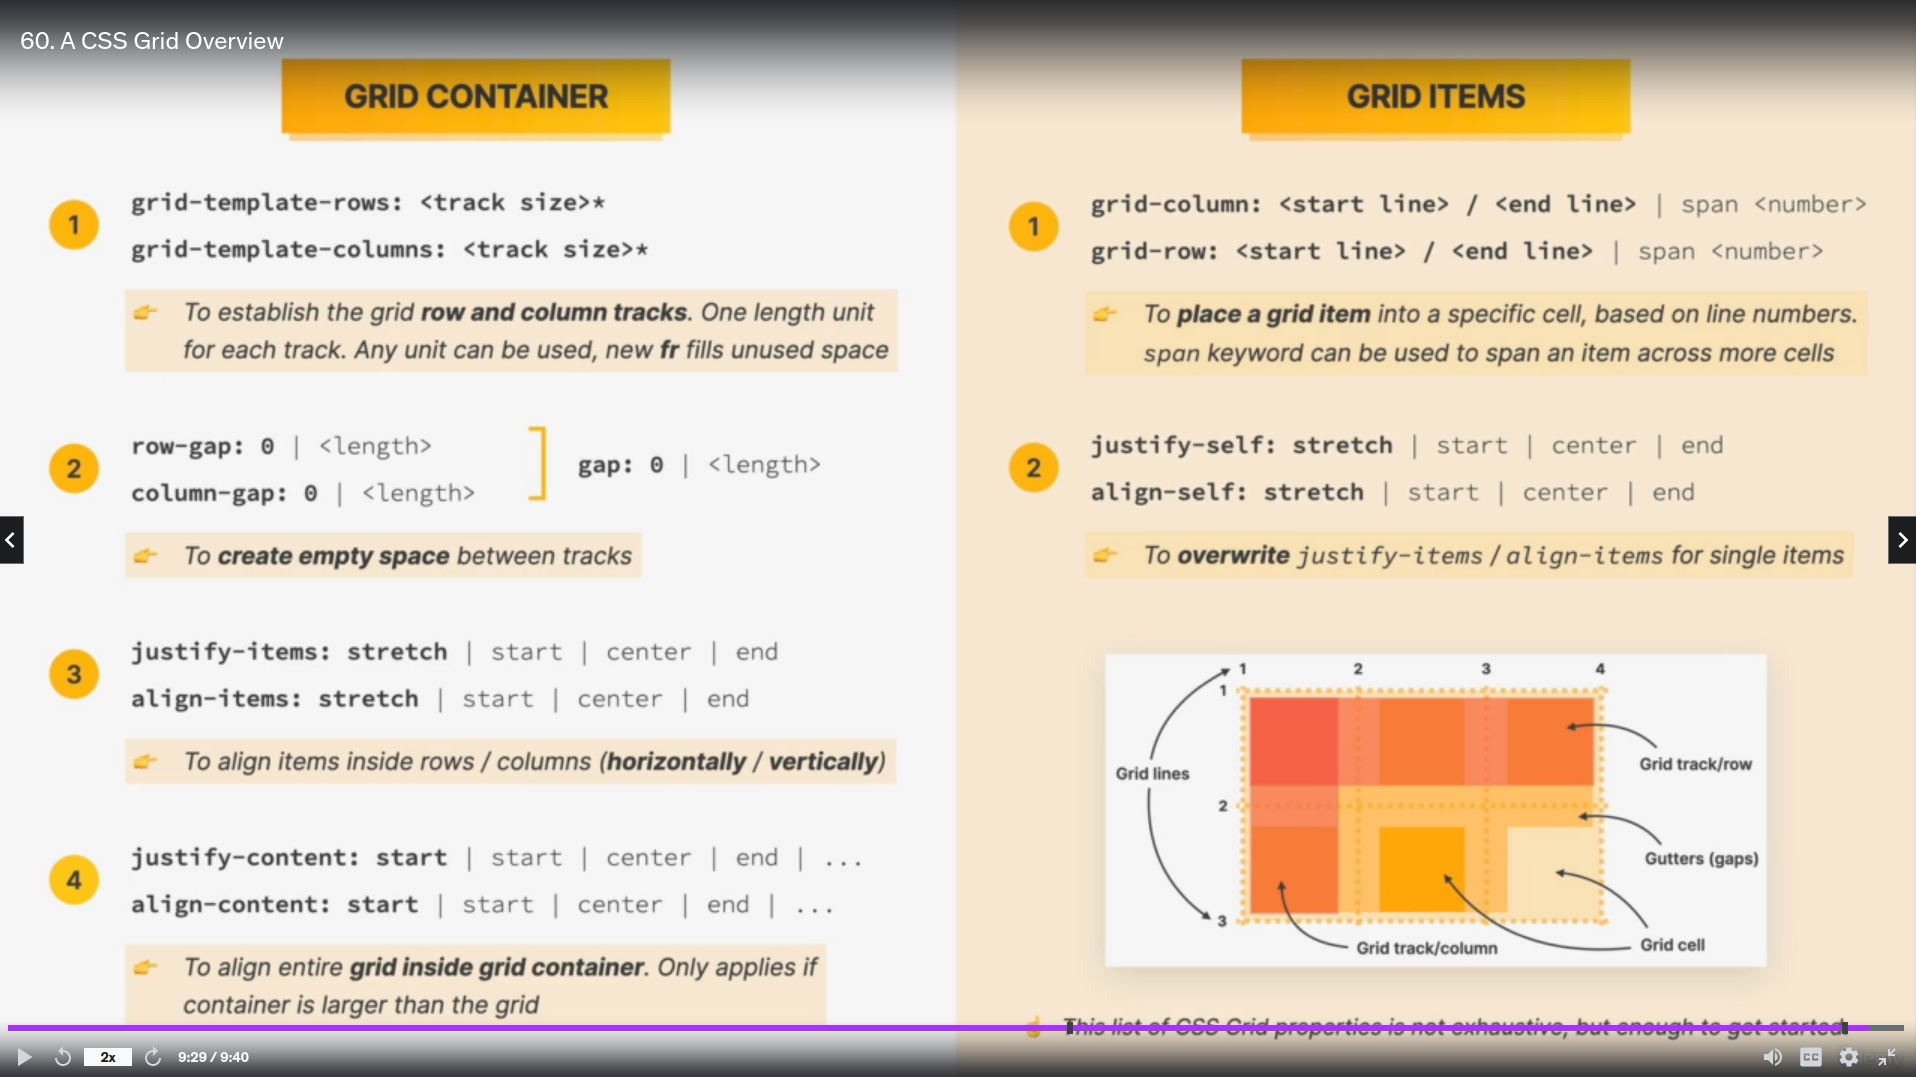 60. A CSS Grid Overview
GRID CONTAINER
1
grid-template-rows: <track size>*
grid-template-columns: <track size>*
To establish the grid row and column tracks. One length unit
for each track. Any unit can be used, new fr fills unused space
2
row-gap: 0 | <length>
column-gap: 0 | <length>
gap: 0 | <length>
To create empty space between tracks
3
justify-items: stretch | start | center | end
align-items: stretch | start | center | end
To align items inside rows / columns (horizontally / vertically)
4
justify-content: start | start | center | end | ...
align-content: start | start | center | end | ...
To align entire grid inside grid container. Only applies if
container is larger than the grid
GRID ITEMS
1
grid-column: <start line> / <end line> | span <number>
grid-row: <start line> / <end line> | span <number>
To place a grid item into a specific cell, based on line numbers.
span keyword can be used to span an item across more cells
2
justify-self: stretch | start | center | end
align-self: stretch | start | center | end
To overwrite justify-items / align-items for single items
1 2 3 4
1
Grid track/row
Grid lines
2
Gutters (gaps)
3
Grid cell
Grid track/column
This list of CSS Grid properties is not exhaustive, but enough to get started
2x
9:29 / 9:40
CC